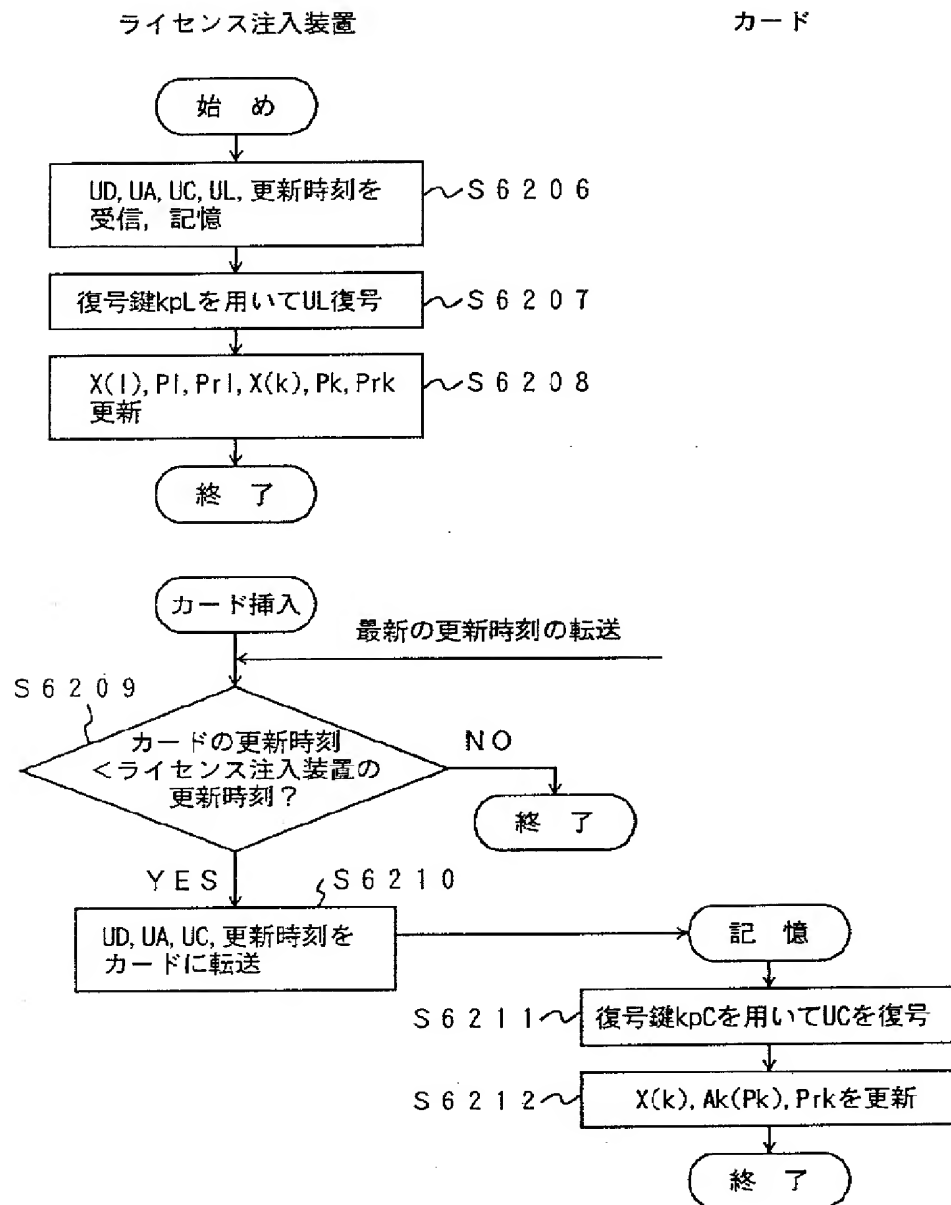 ライセンス注入装置
カード
始 め
UD, UA, UC, UL, 更新時刻を
受信, 記憶
S6206
復号鍵kpLを用いてUL復号
S6207
X(l), Pl, Prl, X(k), Pk, Prk
更新
S6208
終 了
カード挿入
最新の更新時刻の転送
S6209
カードの更新時刻
<ライセンス注入装置の
更新時刻?
NO
終 了
YES
S6210
UD, UA, UC, 更新時刻を
カードに転送
記 憶
S6211
復号鍵kpCを用いてUCを復号
S6212
X(k), Ak(Pk), Prkを更新
終 了